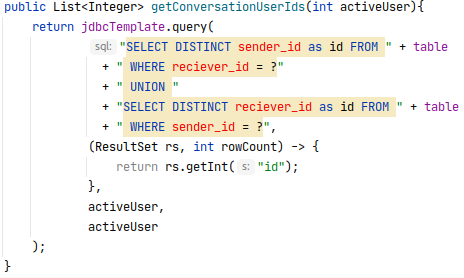 public List<Integer> getConversationUserIds(int activeUser){
    return jdbcTemplate.query(
            sql: "SELECT DISTINCT sender_id as id FROM " + table
            + " WHERE reciever_id = ?"
            + " UNION "
            + "SELECT DISTINCT reciever_id as id FROM " + table
            + " WHERE sender_id = ?",
            (ResultSet rs, int rowCount) -> {
                return rs.getInt( s: "id");
            },
            activeUser,
            activeUser
    );
}